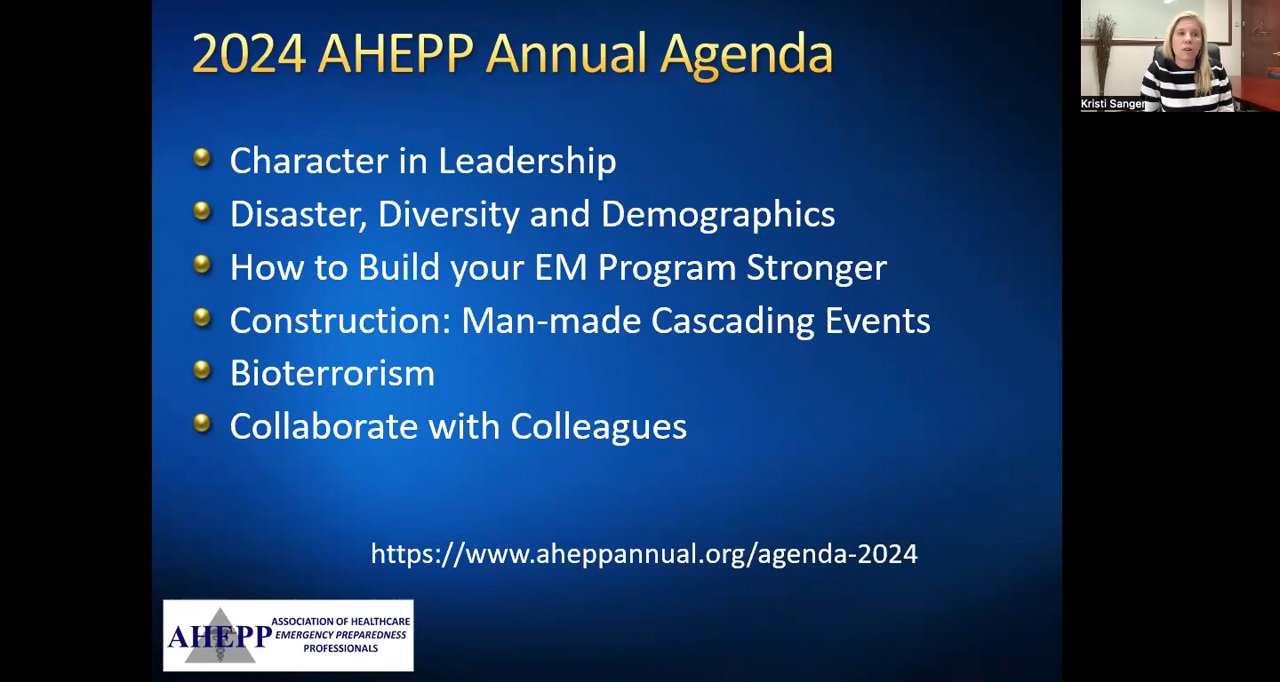 2024 AHEPP Annual Agenda
Character in Leadership
Disaster, Diversity and Demographics
How to Build your EM Program Stronger
Construction: Man-made Cascading Events
Bioterrorism
Collaborate with Colleagues
https://www.aheppannual.org/agenda-2024
AHEPP
ASSOCIATION OF HEALTHCARE
EMERGENCY PREPAREDNESS
PROFESSIONALS
Kristi Sanger